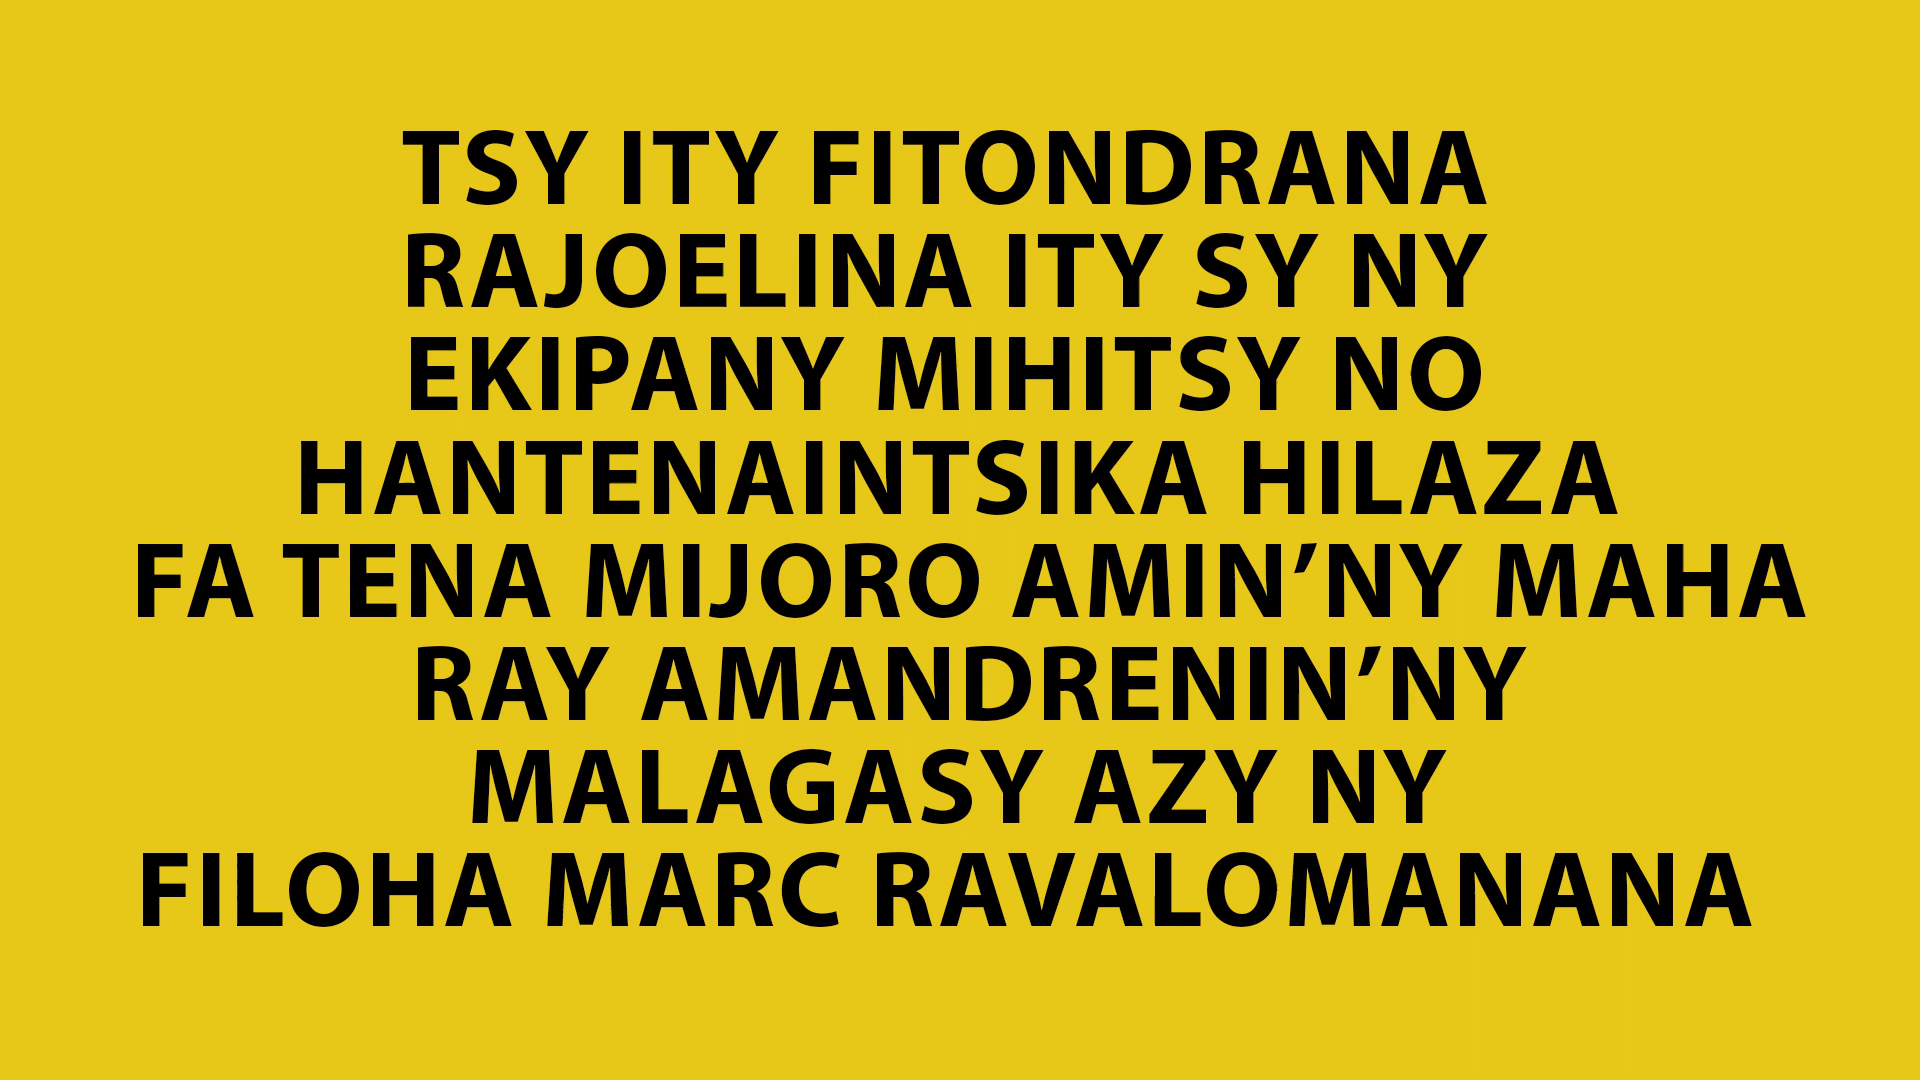 TSY ITY FITONDRANA
RAJOELINA ITY SY NY
EKIPANY MIHITSY NO
HANTENAINTSIKA HILAZA
FA TENA MIJORO AMIN’NY MAHA
RAY AMANDRENIN’NY
MALAGASY AZY NY
FILOHA MARC RAVALOMANANA